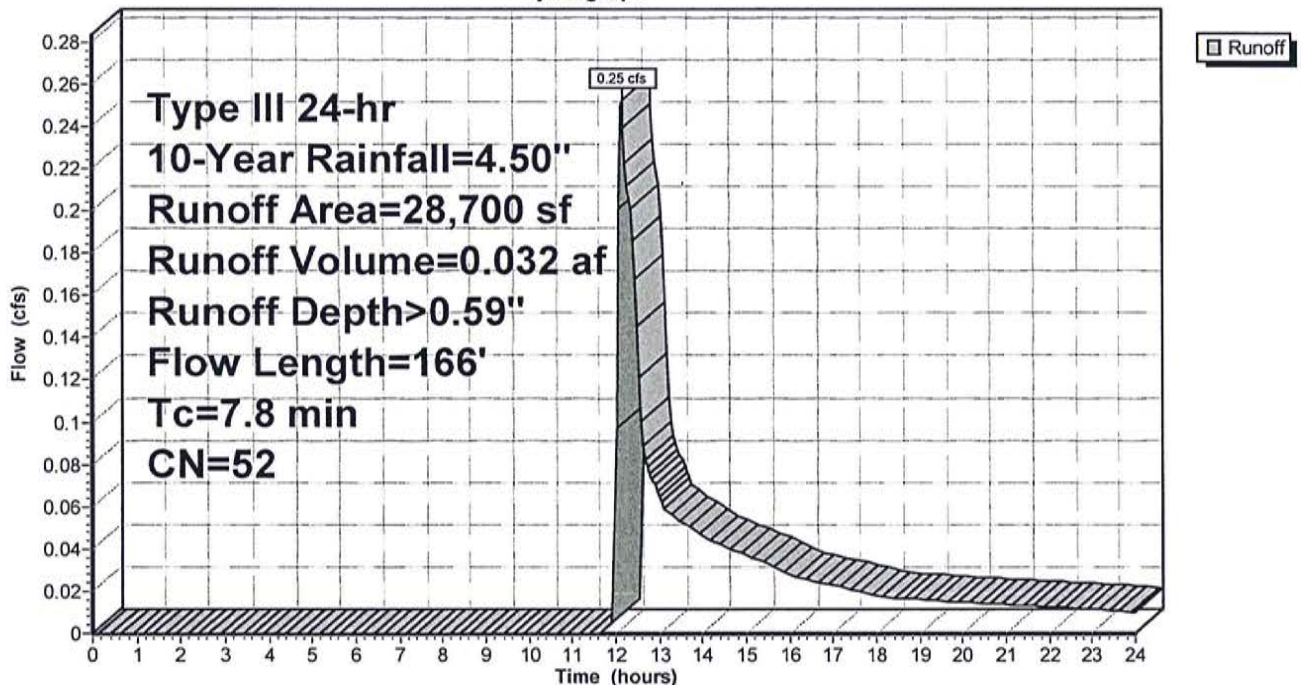 Runoff
0.25 cfs
Type III 24-hr
10-Year Rainfall=4.50"
Runoff Area=28,700 sf
Runoff Volume=0.032 af
Runoff Depth>0.59"
Flow Length=166'
Tc=7.8 min
CN=52
Flow (cfs)
0.28
0.26
0.24
0.22
0.2
0.18
0.16
0.14
0.12
0.1
0.08
0.06
0.04
0.02
0
0 1 2 3 4 5 6 7 8 9 10 11 12 13 14 15 16 17 18 19 20 21 22 23 24
Time (hours)